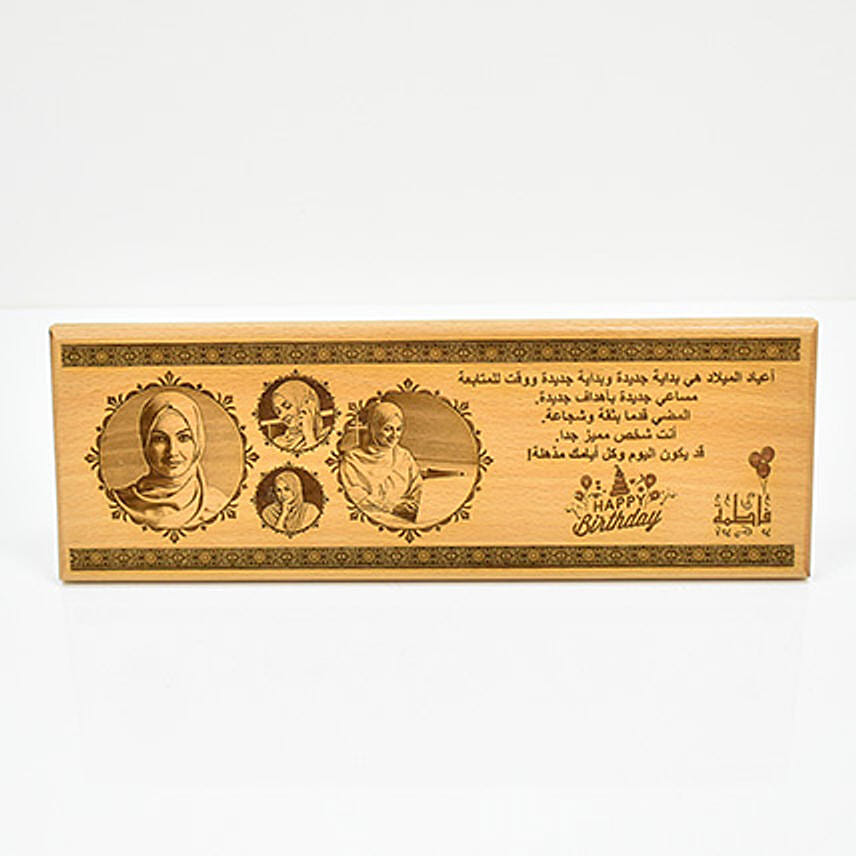 أعياد الميلاد هي بداية جديدة وبداية جديدة ووقت للمتابعة
مساعي جديدة بأهداف جديدة.
المضي قدما بثقة وشجاعة.
أنت شخص مميز جدا.
قد يكون اليوم وكل أيامك مذهلة!
HAPPY
Birthday
فاطمة